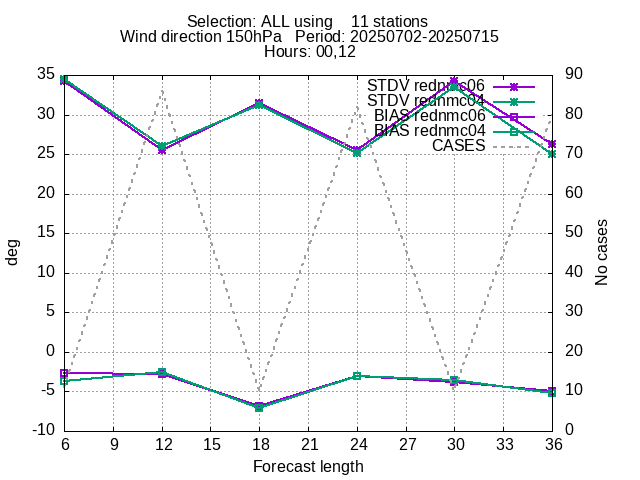 Selection: ALL using    11 stations
Wind direction 150hPa   Period: 20250702-20250715
Hours: 00,12
STDV rednmc06
STDV rednmc04
BIAS rednmc06
BIAS rednmc04
CASES
deg
35
30
25
20
15
10
5
0
-5
-10
90
80
70
60
50
40
30
20
10
0
No cases
6 9 12 15 18 21 24 27 30 33 36
Forecast length